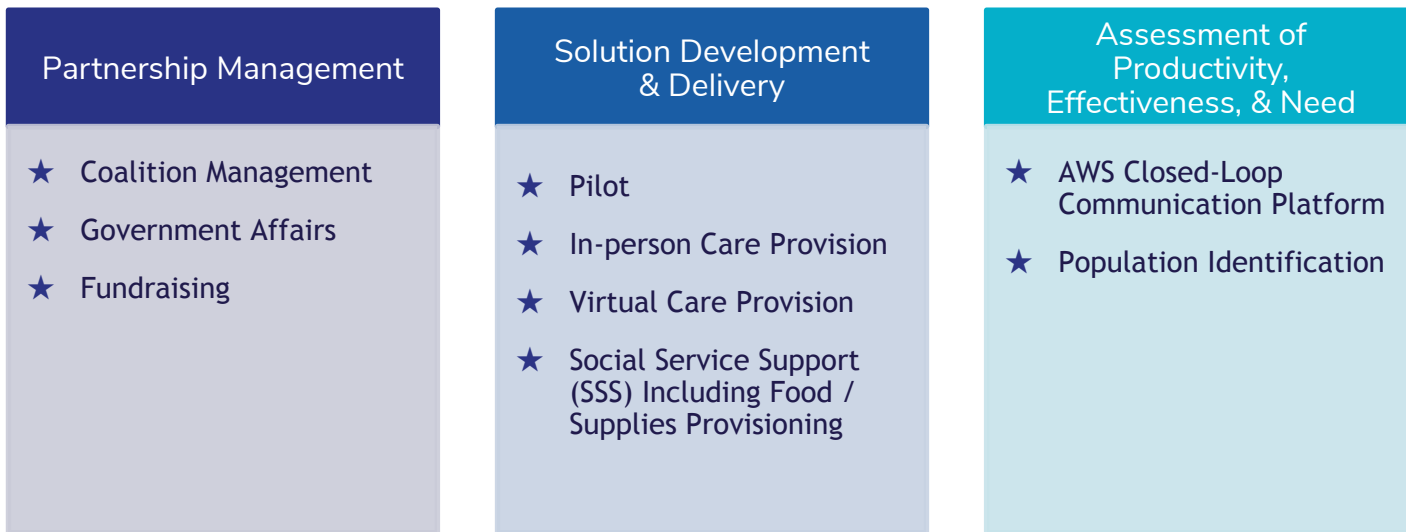 Partnership Management
★ Coalition Management
★ Government Affairs
★ Fundraising
Solution Development
& Delivery
★ Pilot
★ In-person Care Provision
★ Virtual Care Provision
★ Social Service Support
(SSS) Including Food /
Supplies Provisioning
Assessment of
Productivity,
Effectiveness, & Need
★ AWS Closed-Loop
Communication Platform
★ Population Identification